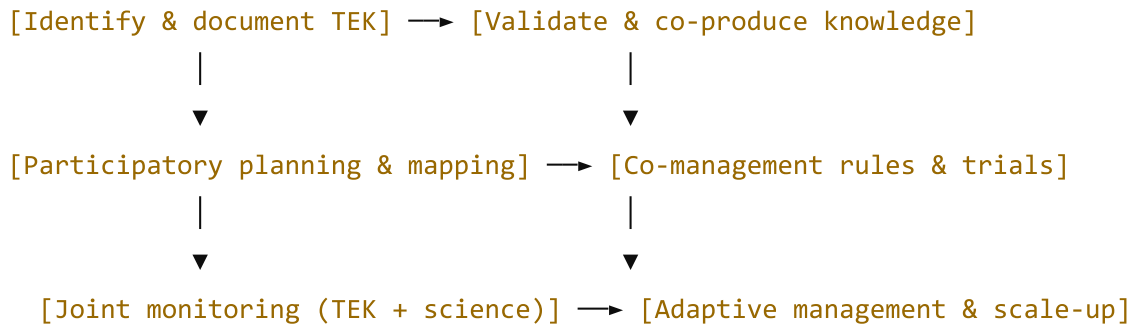 [Identify & document TEK] ──► [Validate & co-produce knowledge]
│ │
▼ ▼
[Participatory planning & mapping] ──► [Co-management rules & trials]
│ │
▼ ▼
[Joint monitoring (TEK + science)] ──► [Adaptive management & scale-up]